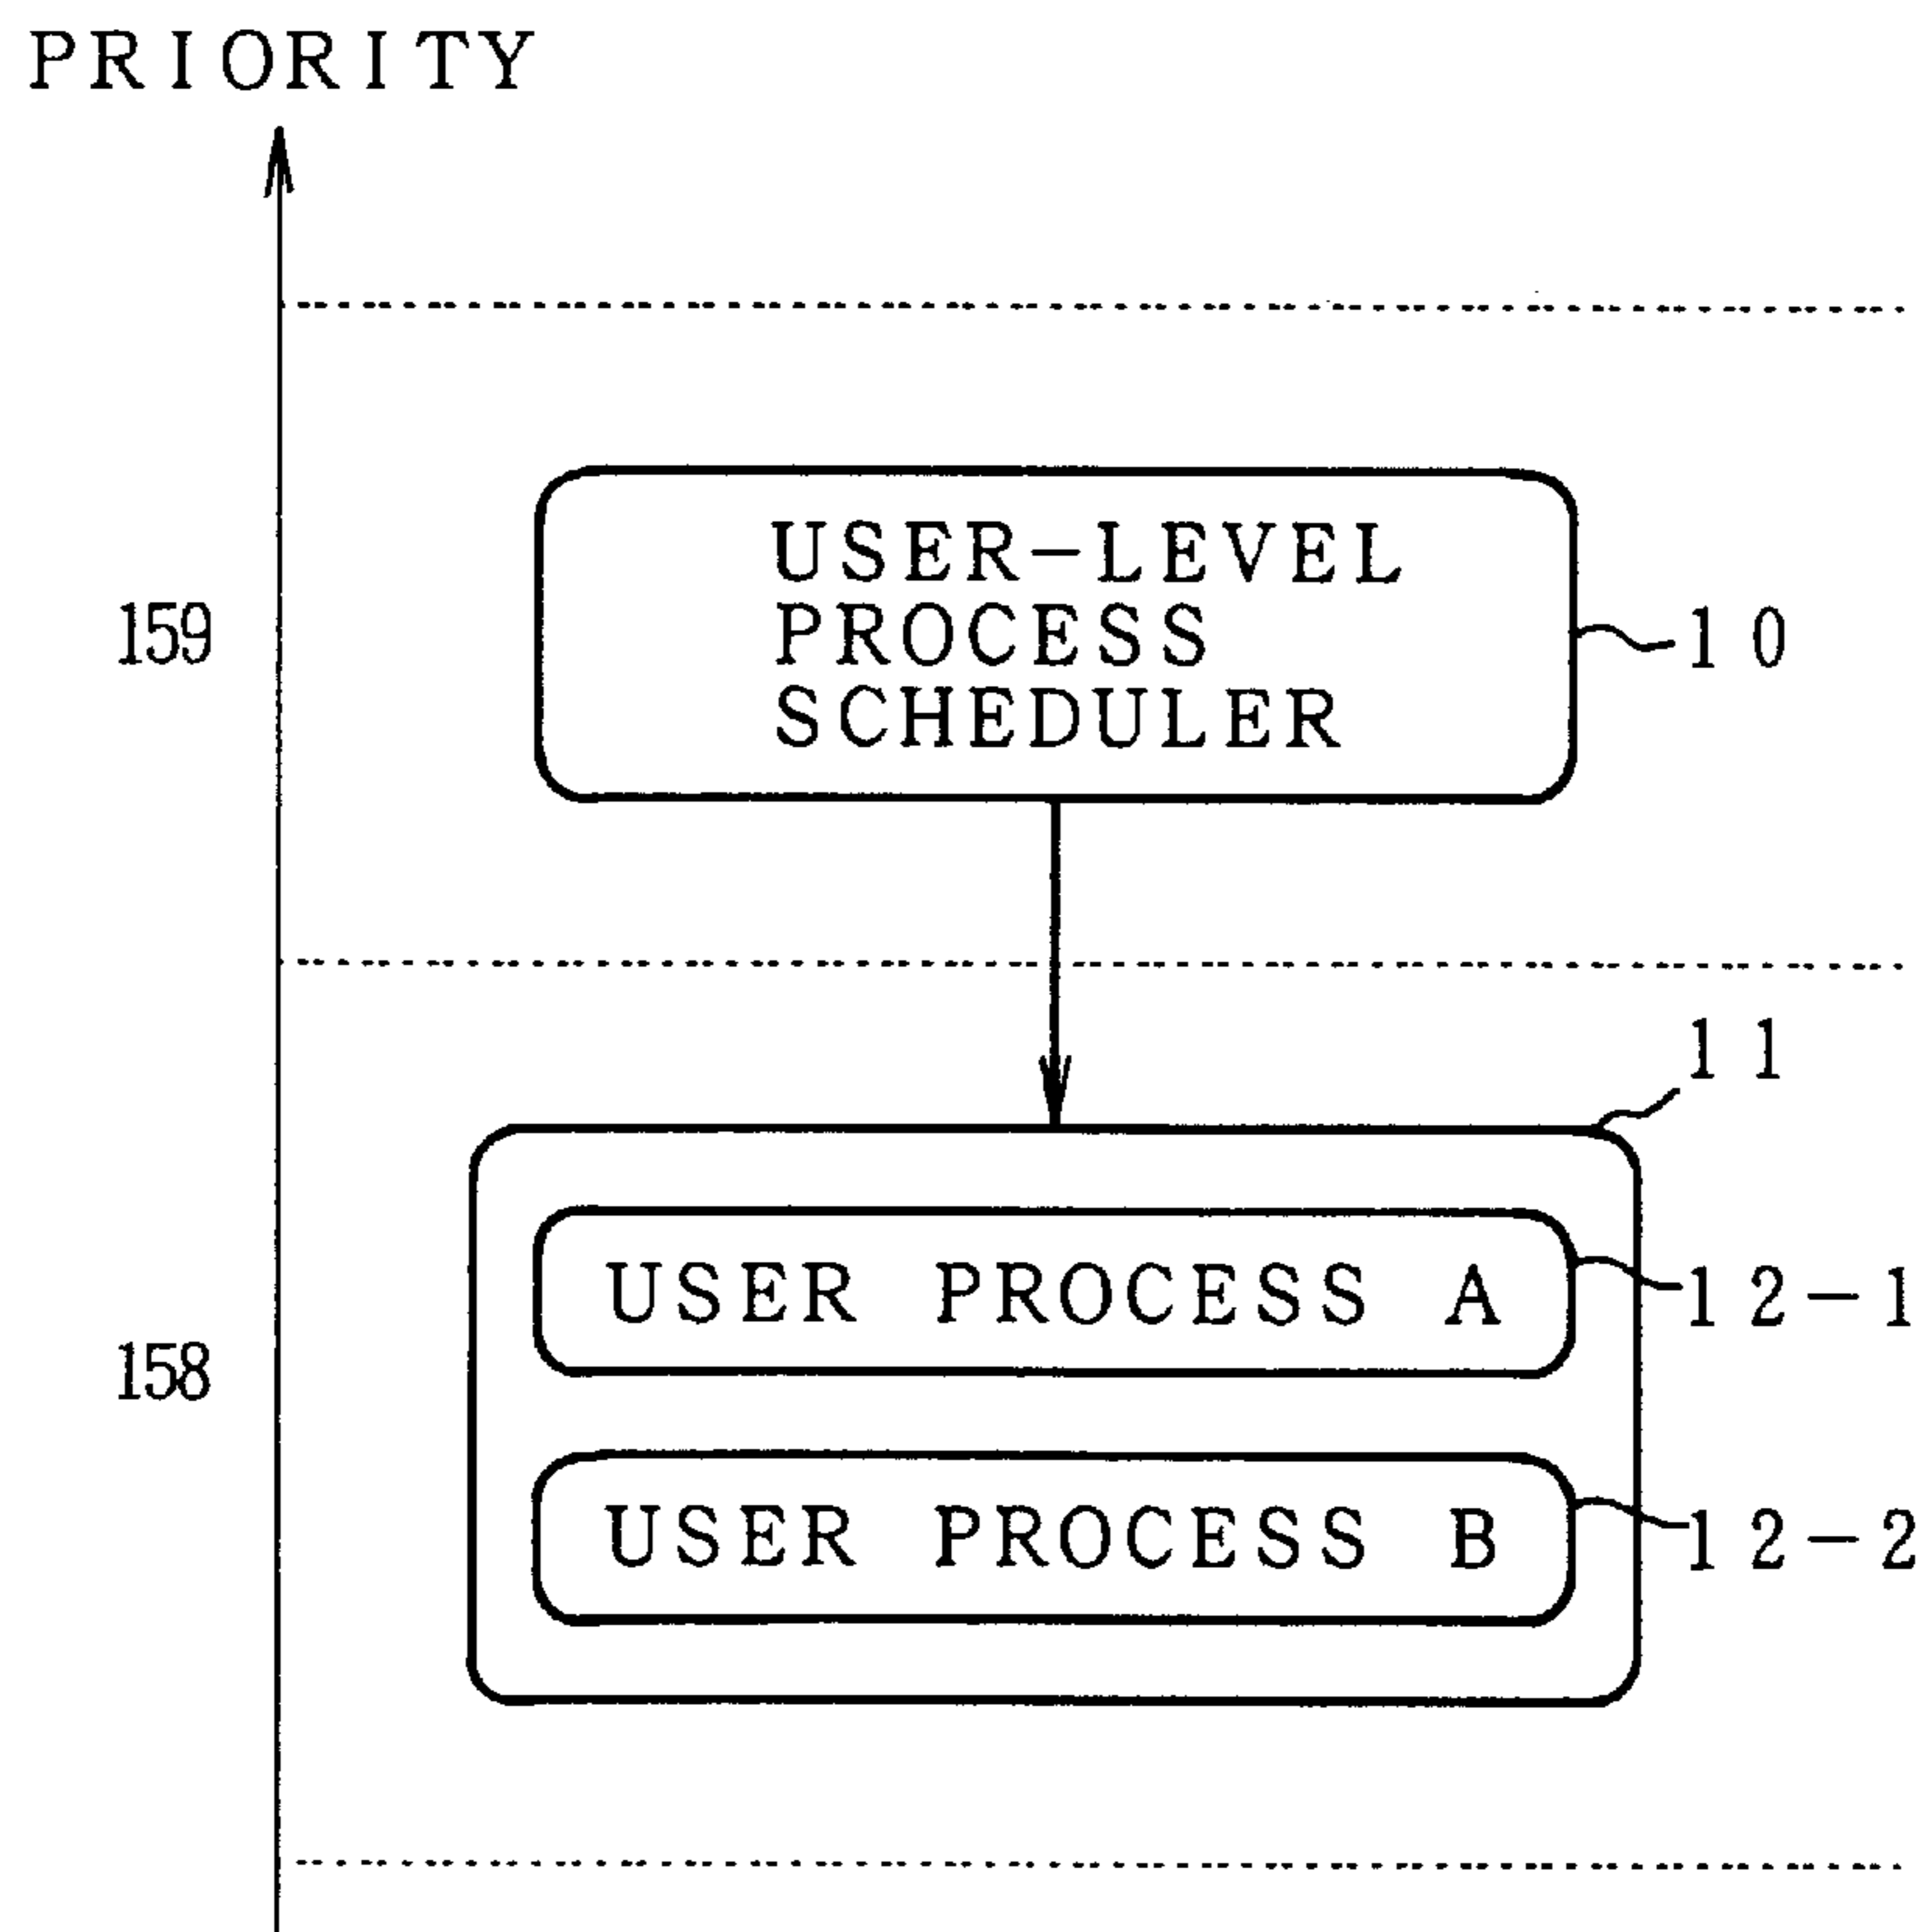 PRIORITY
USER-LEVEL
PROCESS
SCHEDULER
159
10
11
USER PROCESS A
12-1
158
USER PROCESS B
12-2